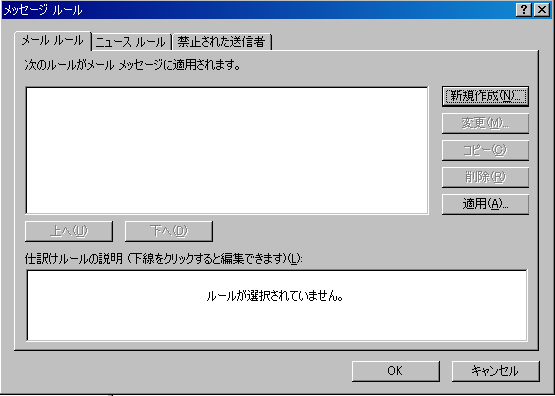 メッセージ ルール
メール ルール ニュース ルール 禁止された送信者
次のルールがメール メッセージに適用されます。
新規作成(N)...
変更(M)...
コピー(C)
削除(R)
適用(A)...
上へ(U) 下へ(D)
仕訳けルールの説明 (下線をクリックすると編集できます)(L):
ルールが選択されていません。
OK キャンセル